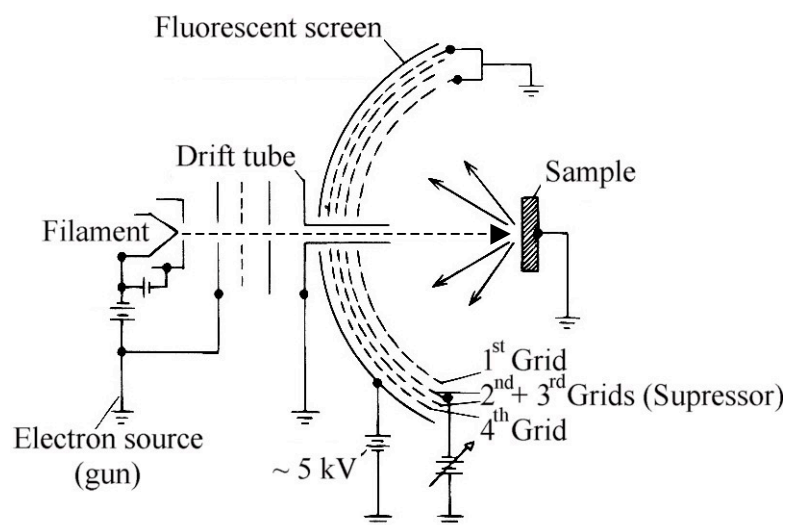 Fluorescent screen
Drift tube
Sample
Filament
1st Grid
2nd+ 3rd Grids (Supressor)
4th Grid
Electron source
(gun)
~ 5 kV